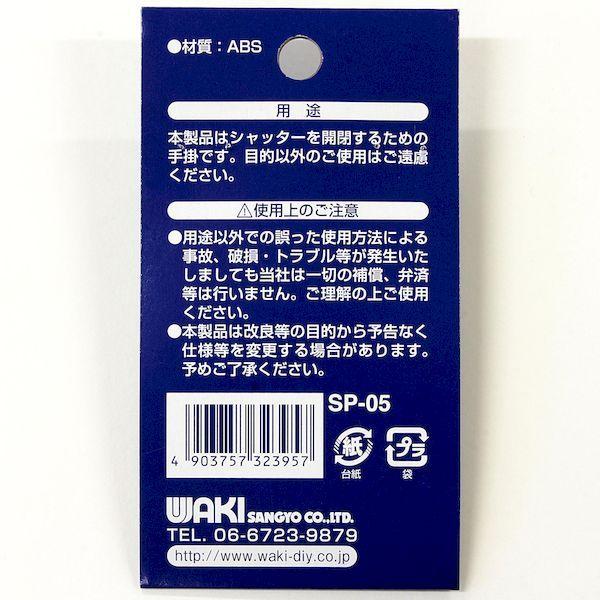 ●材質：ABS
用途
本製品はシャッターを開閉するための
手掛です。目的以外のご使用はご遠慮
ください。
⚠使用上のご注意
●用途以外での誤った使用方法による
事故、破損・トラブル等が発生いた
しましても当社は一切の補償、弁済
等は行いません。ご理解の上ご使用
ください。
●本製品は改良等の目的から予告なく
仕様等を変更する場合があります。
予めご了承ください。
SP-05
4 903757 323957
紙
台紙
プラ
袋
WAKI SANGYO CO.,LTD.
TEL. 06-6723-9879
http://www.waki-diy.co.jp